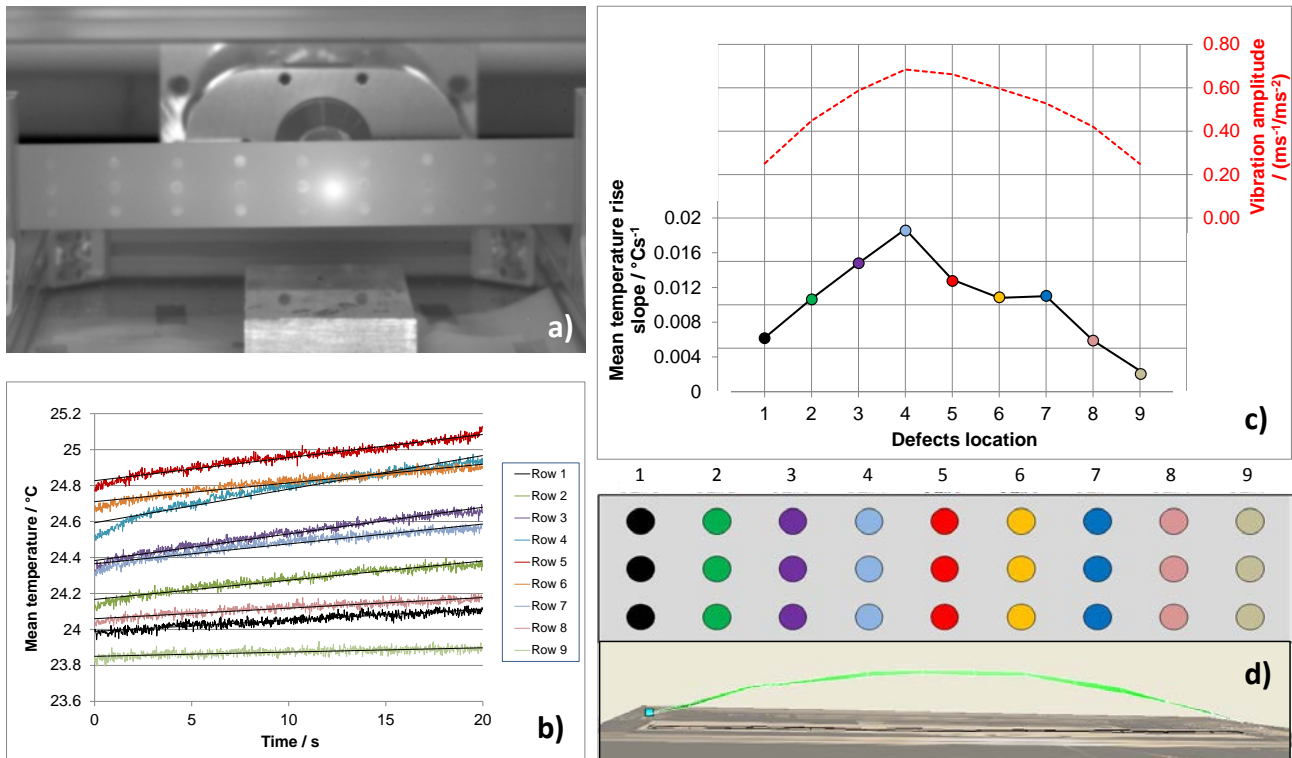 a)
25.2
25
24.8
24.6
24.4
24.2
24
23.8
23.6
Mean temperature / °C
0 5 10 15 20
Time / s
Row 1
Row 2
Row 3
Row 4
Row 5
Row 6
Row 7
Row 8
Row 9
b)
0.80
0.60
0.40
0.20
0.00
Vibration amplitude
/ (ms-1/ms-2)
0.02
0.016
0.012
0.008
0.004
0
Mean temperature rise
slope / °Cs-1
1 2 3 4 5 6 7 8 9
Defects location
c)
1 2 3 4 5 6 7 8 9
d)